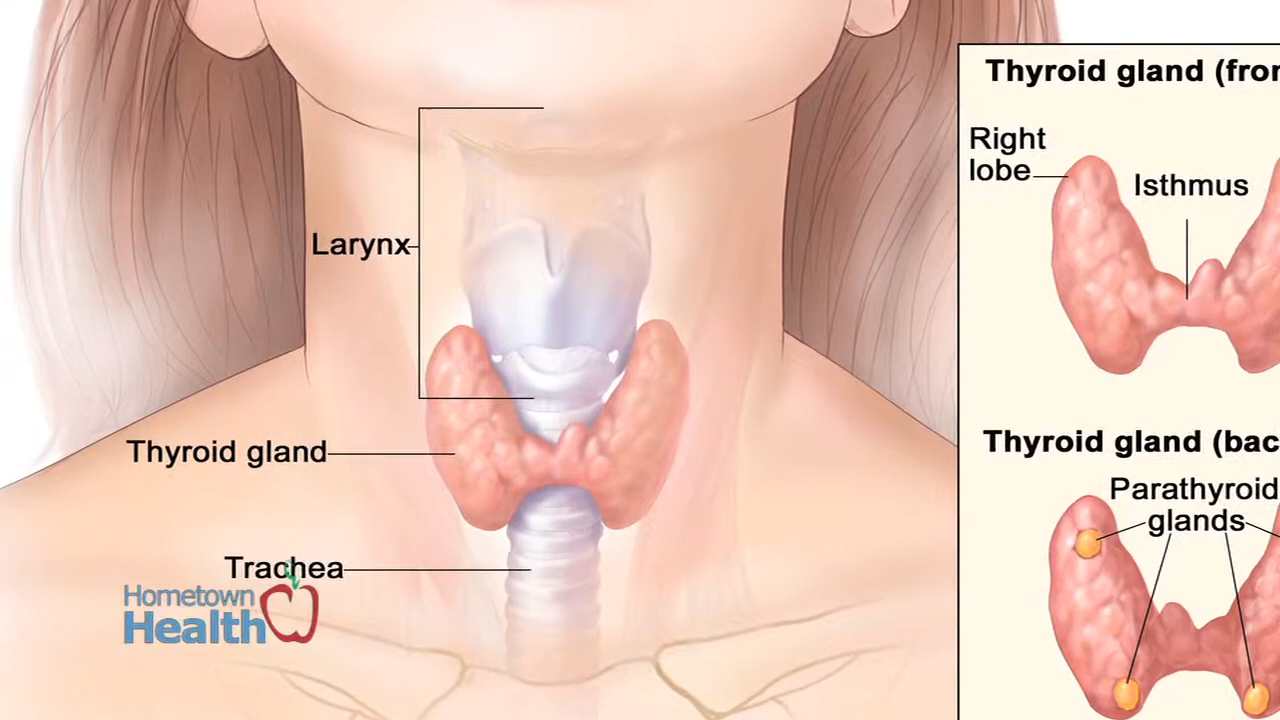 Larynx
Thyroid gland
Trachea
Hometown
Health
Thyroid gland (fron
Right
lobe
Isthmus
Thyroid gland (bac
Parathyroid
glands